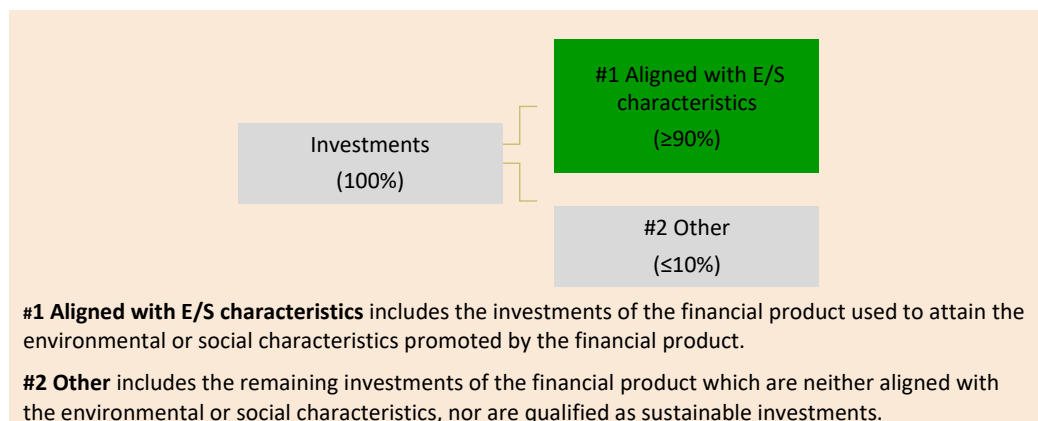 #1 Aligned with E/S
characteristics
(≥90%)
Investments
(100%)
#2 Other
(≤10%)
#1 Aligned with E/S characteristics includes the investments of the financial product used to attain the
environmental or social characteristics promoted by the financial product.
#2 Other includes the remaining investments of the financial product which are neither aligned with
the environmental or social characteristics, nor are qualified as sustainable investments.